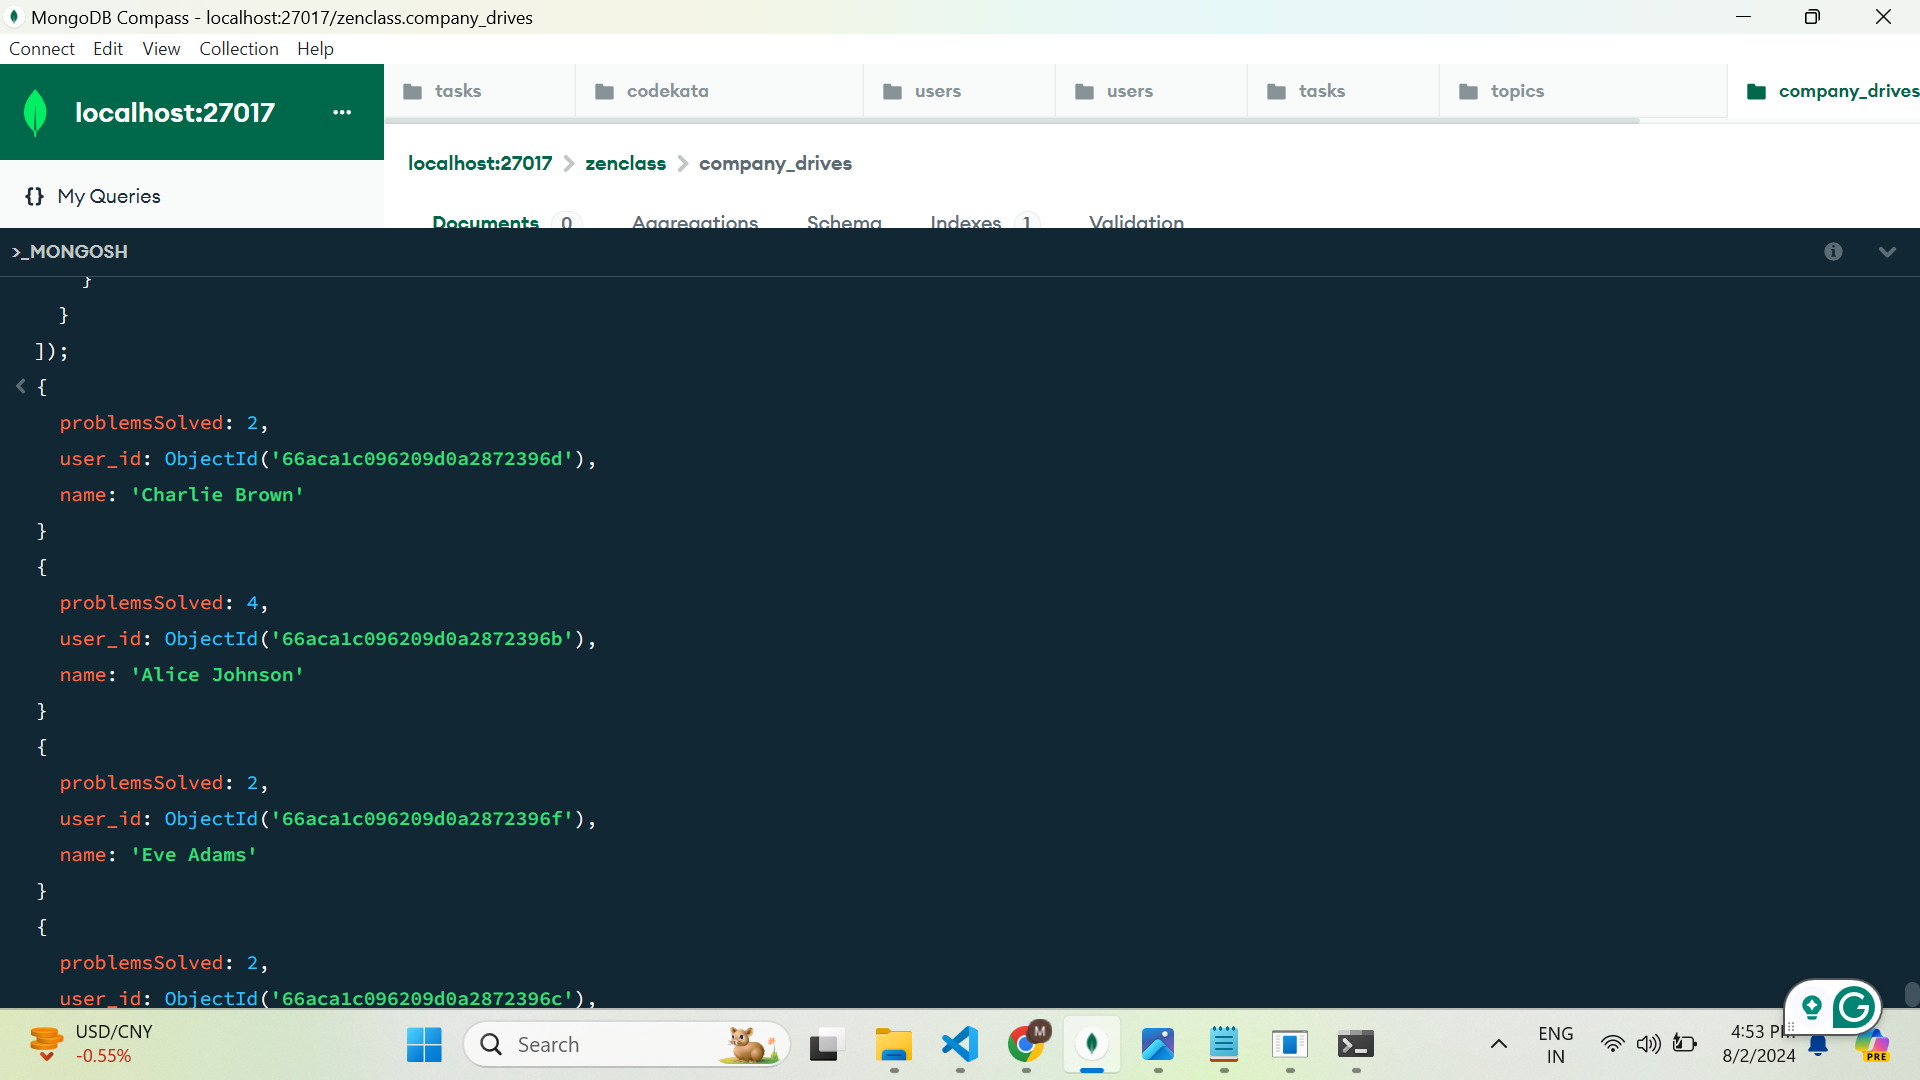 MongoDB Compass - localhost:27017/zenclass.company_drives
Connect Edit View Collection Help
localhost:27017 ...
tasks codekata users users tasks topics company_drives
localhost:27017 > zenclass > company_drives
{} My Queries
Documents 0 Aggregations Schema Indexes 1 Validation
>_MONGOSH
}
}
]);
< {
problemsSolved: 2,
user_id: ObjectId('66aca1c096209d0a2872396d'),
name: 'Charlie Brown'
}
{
problemsSolved: 4,
user_id: ObjectId('66aca1c096209d0a2872396b'),
name: 'Alice Johnson'
}
{
problemsSolved: 2,
user_id: ObjectId('66aca1c096209d0a2872396f'),
name: 'Eve Adams'
}
{
problemsSolved: 2,
user_id: ObjectId('66aca1c096209d0a2872396c'),
USD/CNY
-0.55%
Search
M
ENG
IN
4:53 P
8/2/2024
PRE